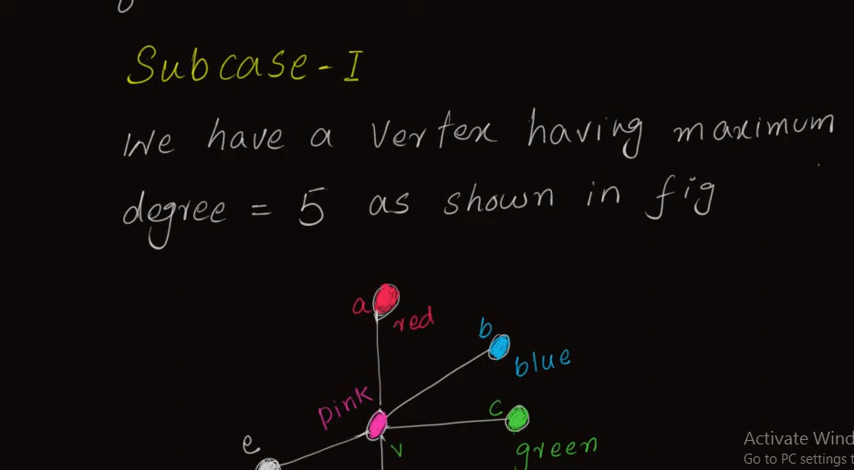 Subcase-I
We have a Vertex having maximum
degree = 5 as shown in fig
a
red
b
blue
pink
c
e
v
green
Activate Wind
Go to PC settings t